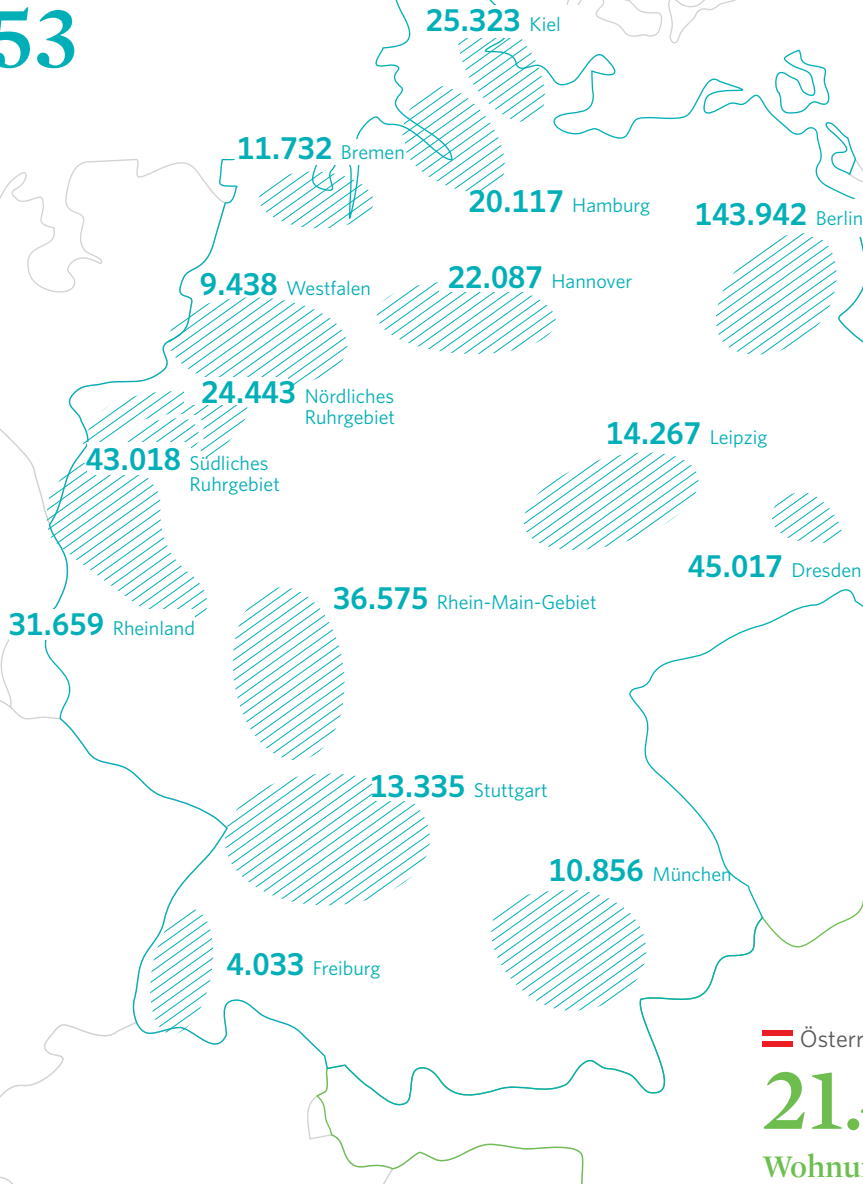 53
25.323 Kiel
11.732 Bremen
20.117 Hamburg
143.942 Berlin
9.438 Westfalen
22.087 Hannover
24.443 Nördliches
Ruhrgebiet
14.267 Leipzig
43.018 Südliches
Ruhrgebiet
45.017 Dresden
36.575 Rhein-Main-Gebiet
31.659 Rheinland
13.335 Stuttgart
10.856 München
4.033 Freiburg
Österr
21.
Wohnu